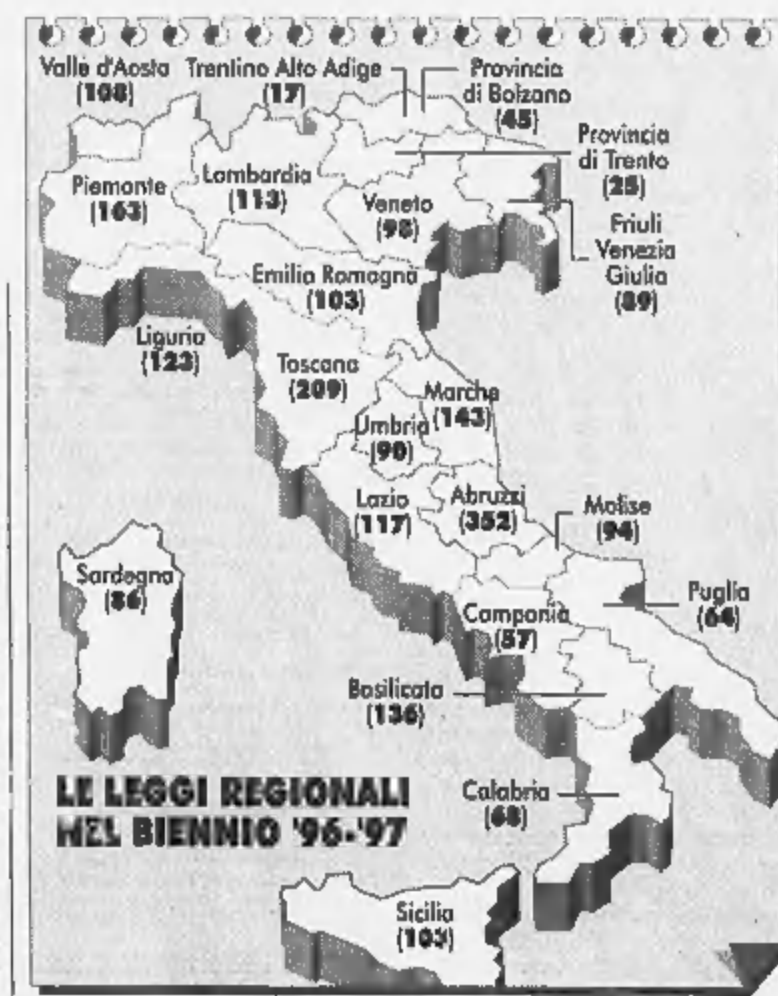 Valle d'Aosta
(108)
Trentino Alto Adige
(17)
Provincia
di Bolzano
(45)
Provincia
di Trento
(25)
Piemonte
(163)
Lombardia
(113)
Veneto
(98)
Friuli
Venezia
Giulia
(89)
Emilia Romagna
(103)
Liguria
(123)
Toscana
(209)
Marche
(143)
Umbria
(90)
Lazio
(117)
Abruzzi
(352)
Molise
(94)
Sardegna
(86)
Puglia
(64)
Campania
(57)
Basilicata
(136)
LE LEGGI REGIONALI
NEL BIENNIO '96-'97
Calabria
(68)
Sicilia
(103)